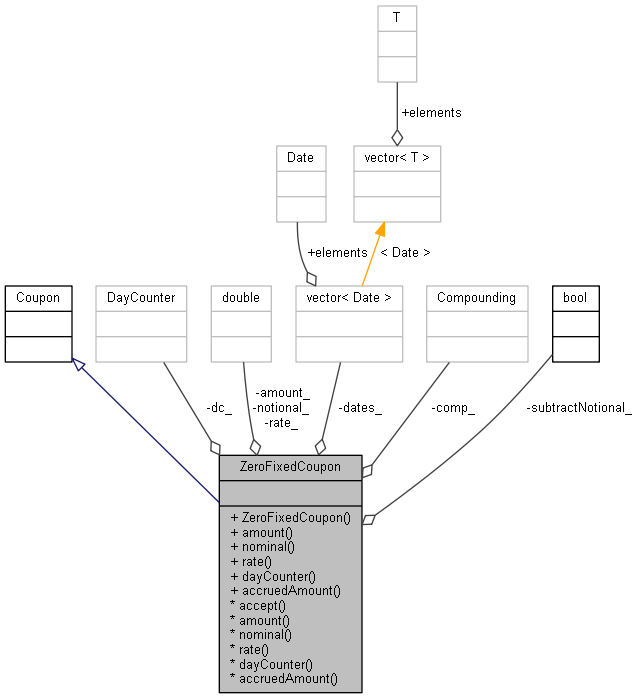 T
+elements
Date
vector< T >
+elements
< Date >
Coupon
DayCounter
double
vector< Date >
Compounding
bool
-dc_
-amount_
-notional_
-rate_
-dates_
-comp_
-subtractNotional_
ZeroFixedCoupon
+ ZeroFixedCoupon()
+ amount()
+ nominal()
+ rate()
+ dayCounter()
+ accruedAmount()
* accept()
* amount()
* nominal()
* rate()
* dayCounter()
* accruedAmount()